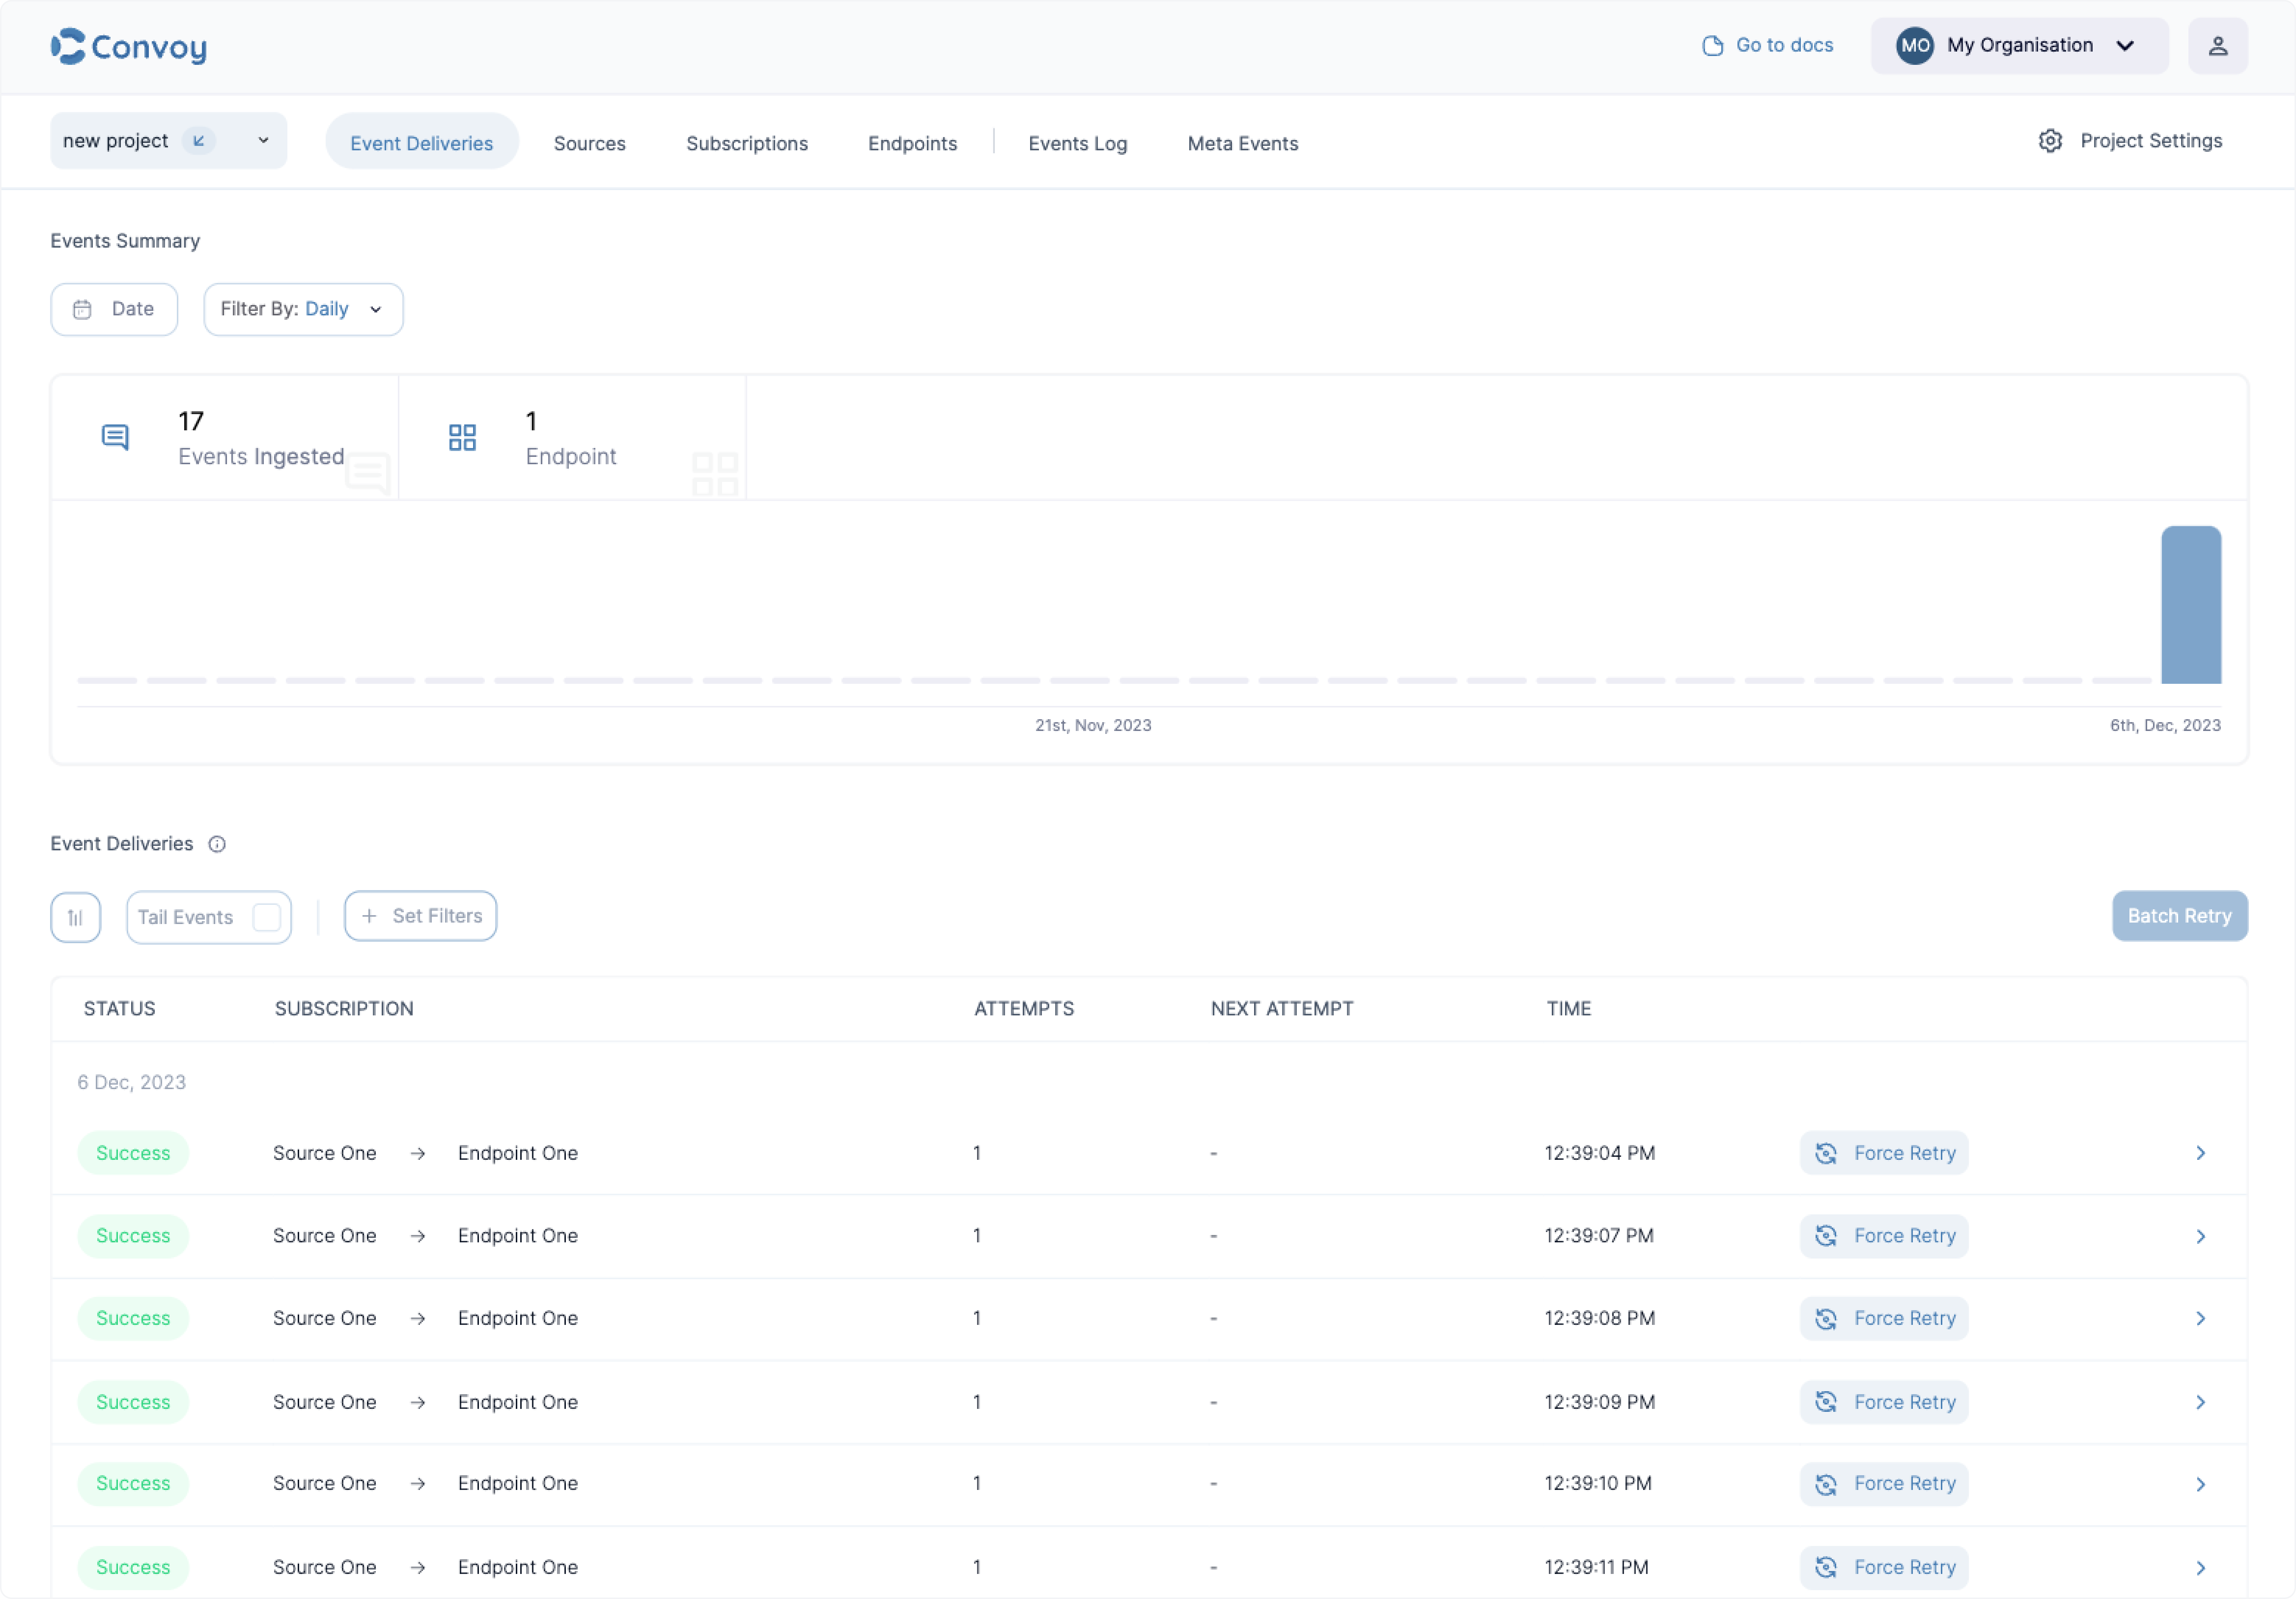 Convoy
Go to docs
MO My Organisation
new project
Event Deliveries
Sources
Subscriptions
Endpoints
Events Log
Meta Events
Project Settings
Events Summary
Date
Filter By: Daily
17
Events Ingested
1
Endpoint
21st, Nov, 2023
6th, Dec, 2023
Event Deliveries
Tail Events
+ Set Filters
Batch Retry
STATUS SUBSCRIPTION ATTEMPTS NEXT ATTEMPT TIME
6 Dec, 2023
Success Source One → Endpoint One 1 - 12:39:04 PM Force Retry
Success Source One → Endpoint One 1 - 12:39:07 PM Force Retry
Success Source One → Endpoint One 1 - 12:39:08 PM Force Retry
Success Source One → Endpoint One 1 - 12:39:09 PM Force Retry
Success Source One → Endpoint One 1 - 12:39:10 PM Force Retry
Success Source One → Endpoint One 1 - 12:39:11 PM Force Retry